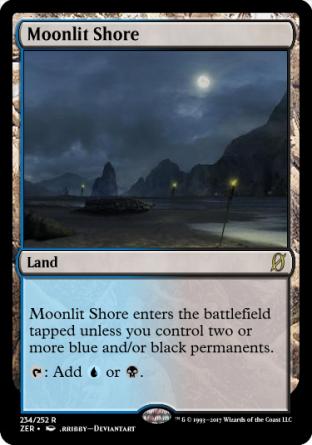 Moonlit Shore
Land
Moonlit Shore enters the battlefield
tapped unless you control two or
more blue and/or black permanents.
: Add or .
234/252 R
ZER • .RRIBBY—DEVIANTART
™ & © 1993–2017 Wizards of the Coast LLC